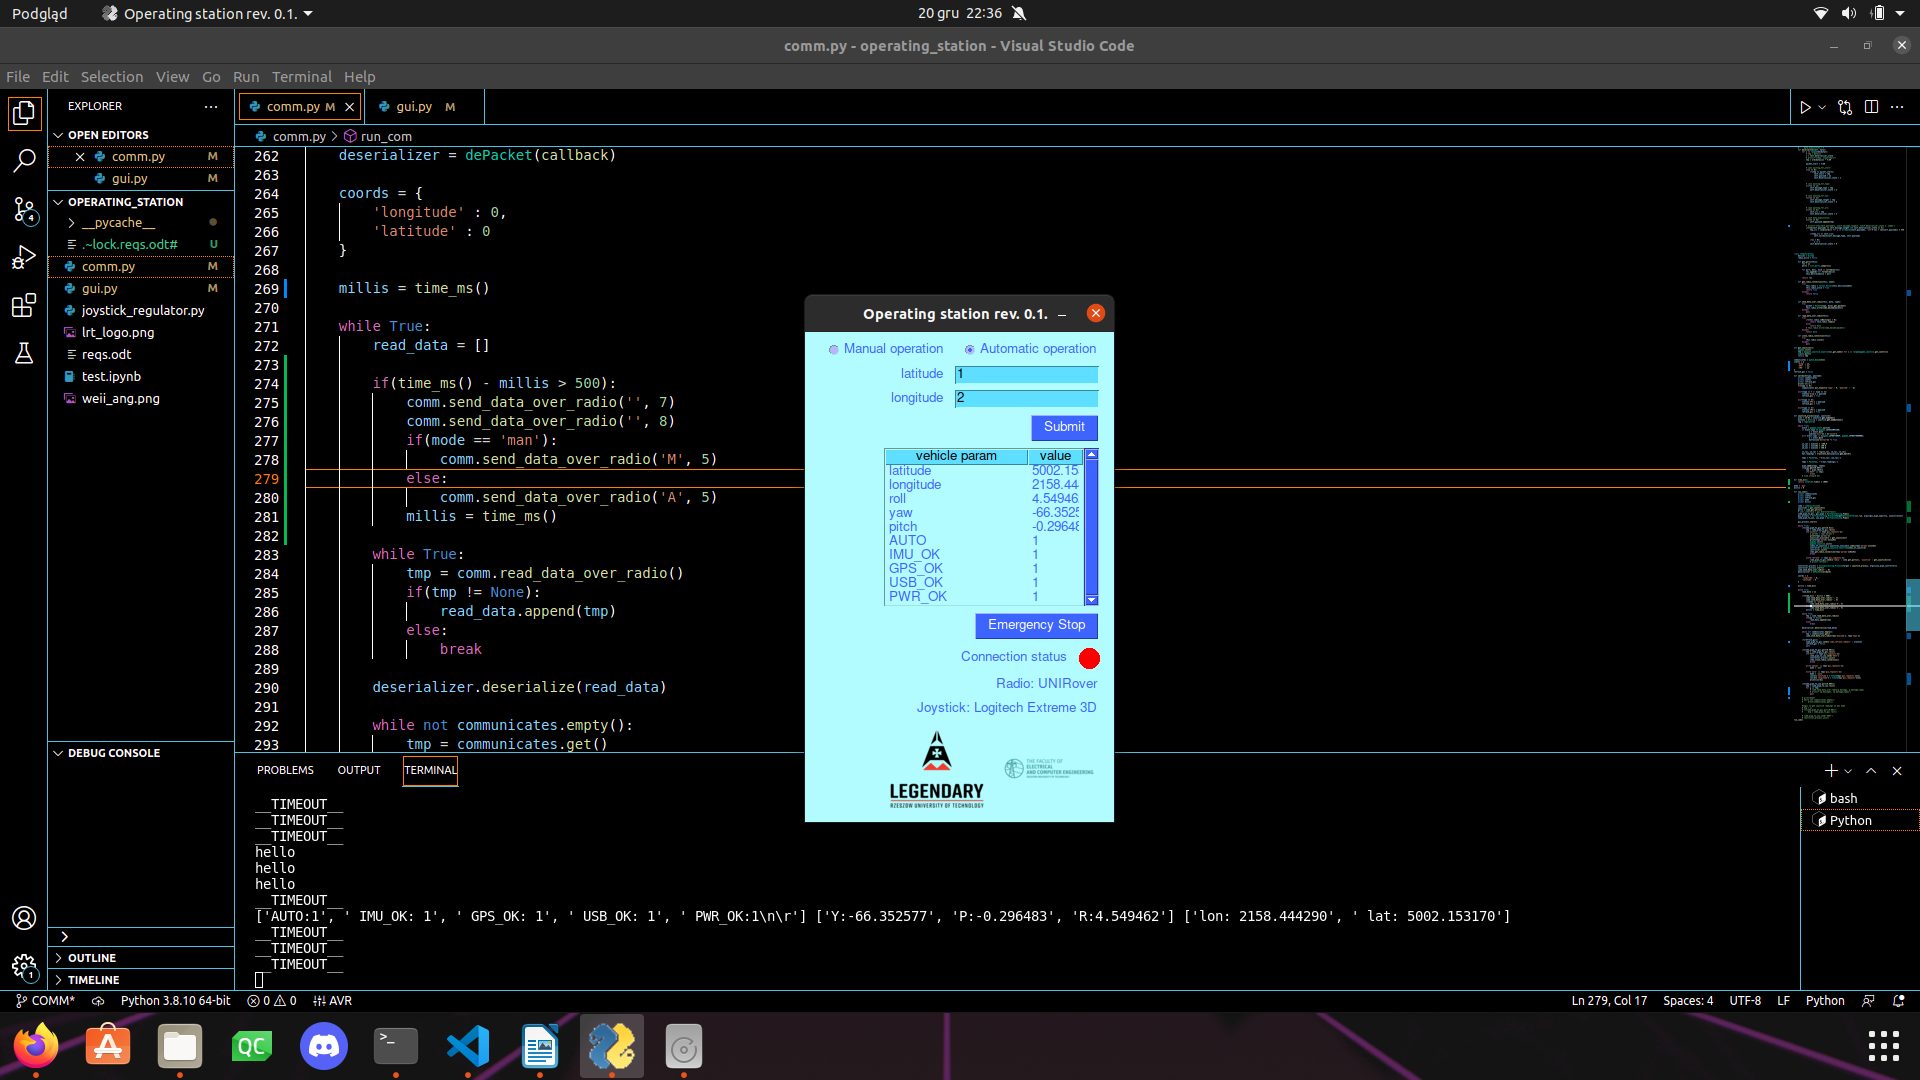 Podgląd
Operating station rev. 0.1.
20 gru 22:36
comm.py - operating_station - Visual Studio Code
File Edit Selection View Go Run Terminal Help
EXPLORER
OPEN EDITORS
comm.py M
gui.py M
OPERATING_STATION
__pycache__
.~lock.reqs.odt# U
comm.py M
gui.py M
joystick_regulator.py
lrt_logo.png
reqs.odt
test.ipynb
weii_ang.png
DEBUG CONSOLE
OUTLINE
TIMELINE
4
1
comm.py M
gui.py M
comm.py > run_com
262 deserializer = dePacket(callback)
263
264 coords = {
265 'longitude' : 0,
266 'latitude' : 0
267 }
268
269 millis = time_ms()
270
271 while True:
272 read_data = []
273
274 if(time_ms() - millis > 500):
275 comm.send_data_over_radio('', 7)
276 comm.send_data_over_radio('', 8)
277 if(mode == 'man'):
278 comm.send_data_over_radio('M', 5)
279 else:
280 comm.send_data_over_radio('A', 5)
281 millis = time_ms()
282
283 while True:
284 tmp = comm.read_data_over_radio()
285 if(tmp != None):
286 read_data.append(tmp)
287 else:
288 break
289
290 deserializer.deserialize(read_data)
291
292 while not communicates.empty():
293 tmp = communicates.get()
Operating station rev. 0.1.
Manual operation Automatic operation
latitude 1
longitude 2
Submit
vehicle param value
latitude 5002.15
longitude 2158.44
roll 4.54946
yaw -66.3525
pitch -0.29648
AUTO 1
IMU_OK 1
GPS_OK 1
USB_OK 1
PWR_OK 1
Emergency Stop
Connection status
Radio: UNIRover
Joystick: Logitech Extreme 3D
LEGENDARY
RZESZOW UNIVERSITY OF TECHNOLOGY
THE FACULTY OF
ELECTRICAL
AND COMPUTER ENGINEERING
PROBLEMS OUTPUT TERMINAL
__TIMEOUT__
__TIMEOUT__
__TIMEOUT__
hello
hello
hello
__TIMEOUT__
['AUTO:1', ' IMU_OK: 1', ' GPS_OK: 1', ' USB_OK: 1', ' PWR_OK:1\n\r'] ['Y:-66.352577', 'P:-0.296483', 'R:4.549462'] ['lon: 2158.444290', ' lat: 5002.153170']
__TIMEOUT__
__TIMEOUT__
__TIMEOUT__
bash
Python
COMM* Python 3.8.10 64-bit 0 0 AVR
Ln 279, Col 17 Spaces: 4 UTF-8 LF Python
QC